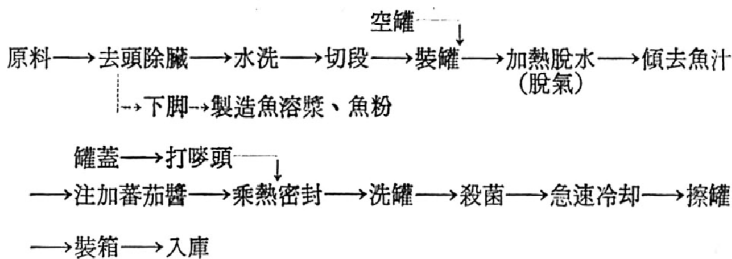 空罐
原料→去頭除臟→水洗→切段→裝罐→加熱脫水→傾去魚汁
(脫氣)
→下脚→製造魚溶漿、魚粉
罐蓋→打嘜頭
→注加蕃茄醬→乘熱密封→洗罐→殺菌→急速冷却→擦罐
→裝箱→入庫